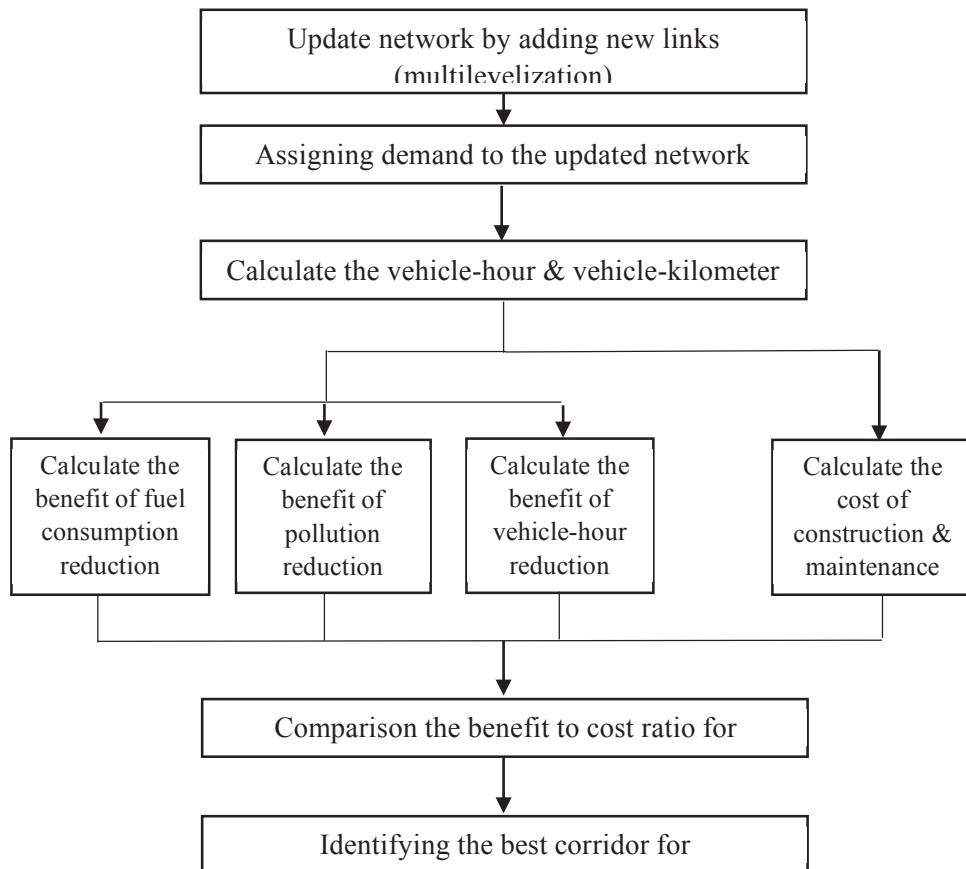 Update network by adding new links
(multilevelization)
Assigning demand to the updated network
Calculate the vehicle-hour & vehicle-kilometer
Calculate the
benefit of fuel
consumption
reduction
Calculate the
benefit of
pollution
reduction
Calculate the
benefit of
vehicle-hour
reduction
Calculate the
cost of
construction &
maintenance
Comparison the benefit to cost ratio for
Identifying the best corridor for